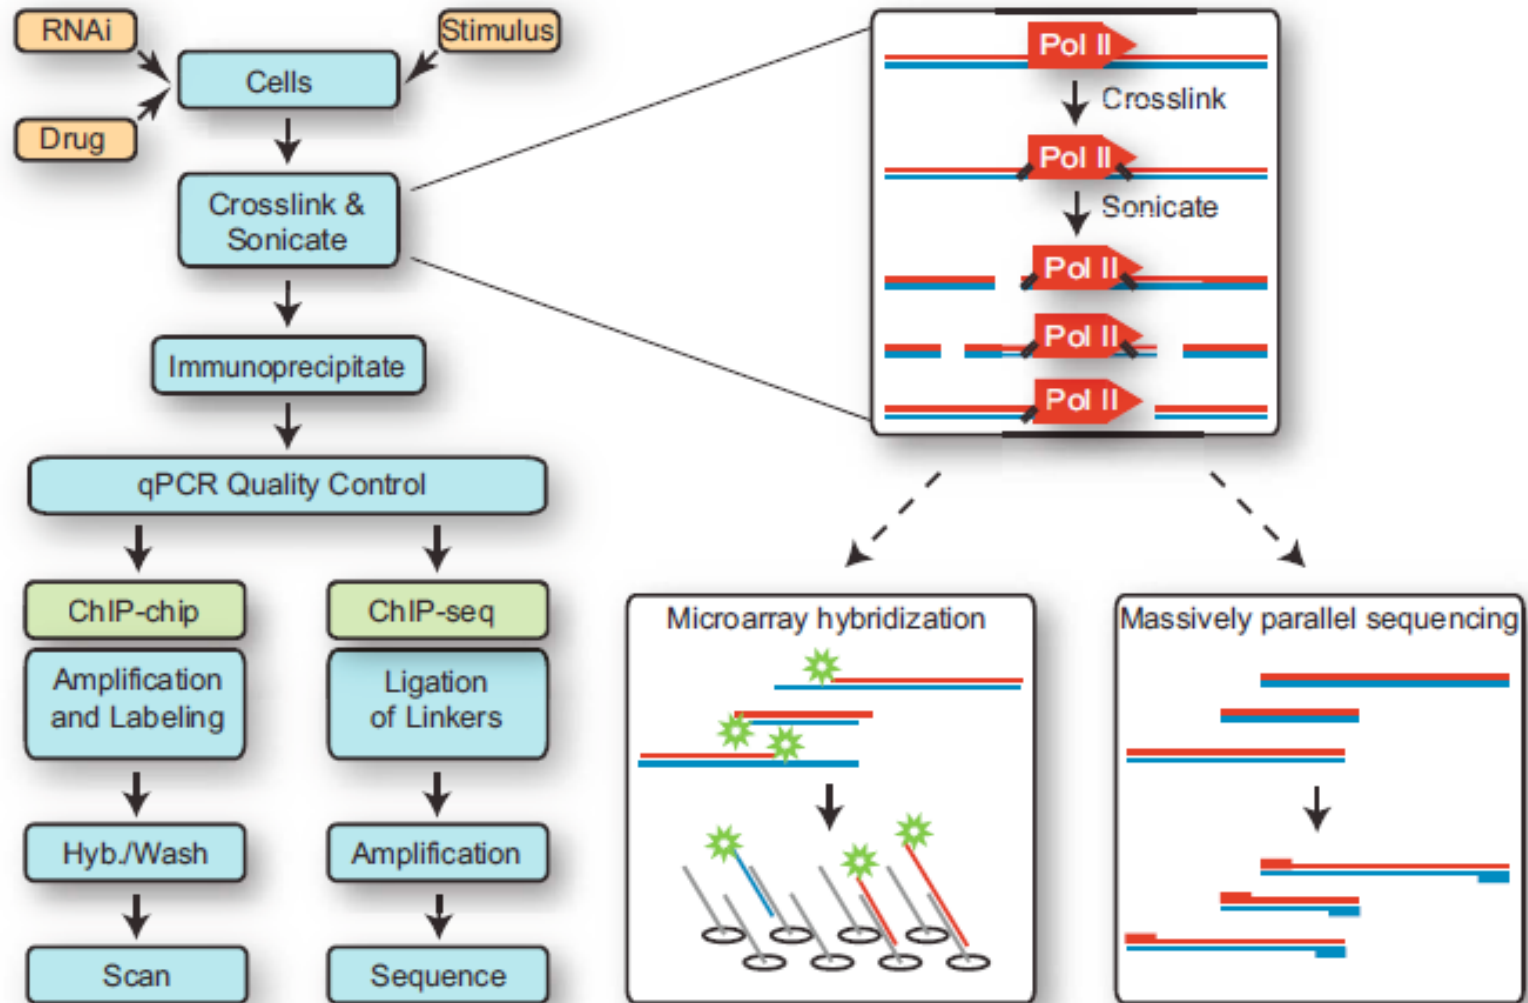 RNAi
Stimulus
Cells
Drug
Crosslink &
Sonicate
Immunoprecipitate
qPCR Quality Control
ChIP-chip
ChIP-seq
Amplification
and Labeling
Ligation
of Linkers
Hyb./Wash
Amplification
Scan
Sequence
Pol II
Crosslink
Pol II
Sonicate
Pol II
Pol II
Pol II
Microarray hybridization
Massively parallel sequencing